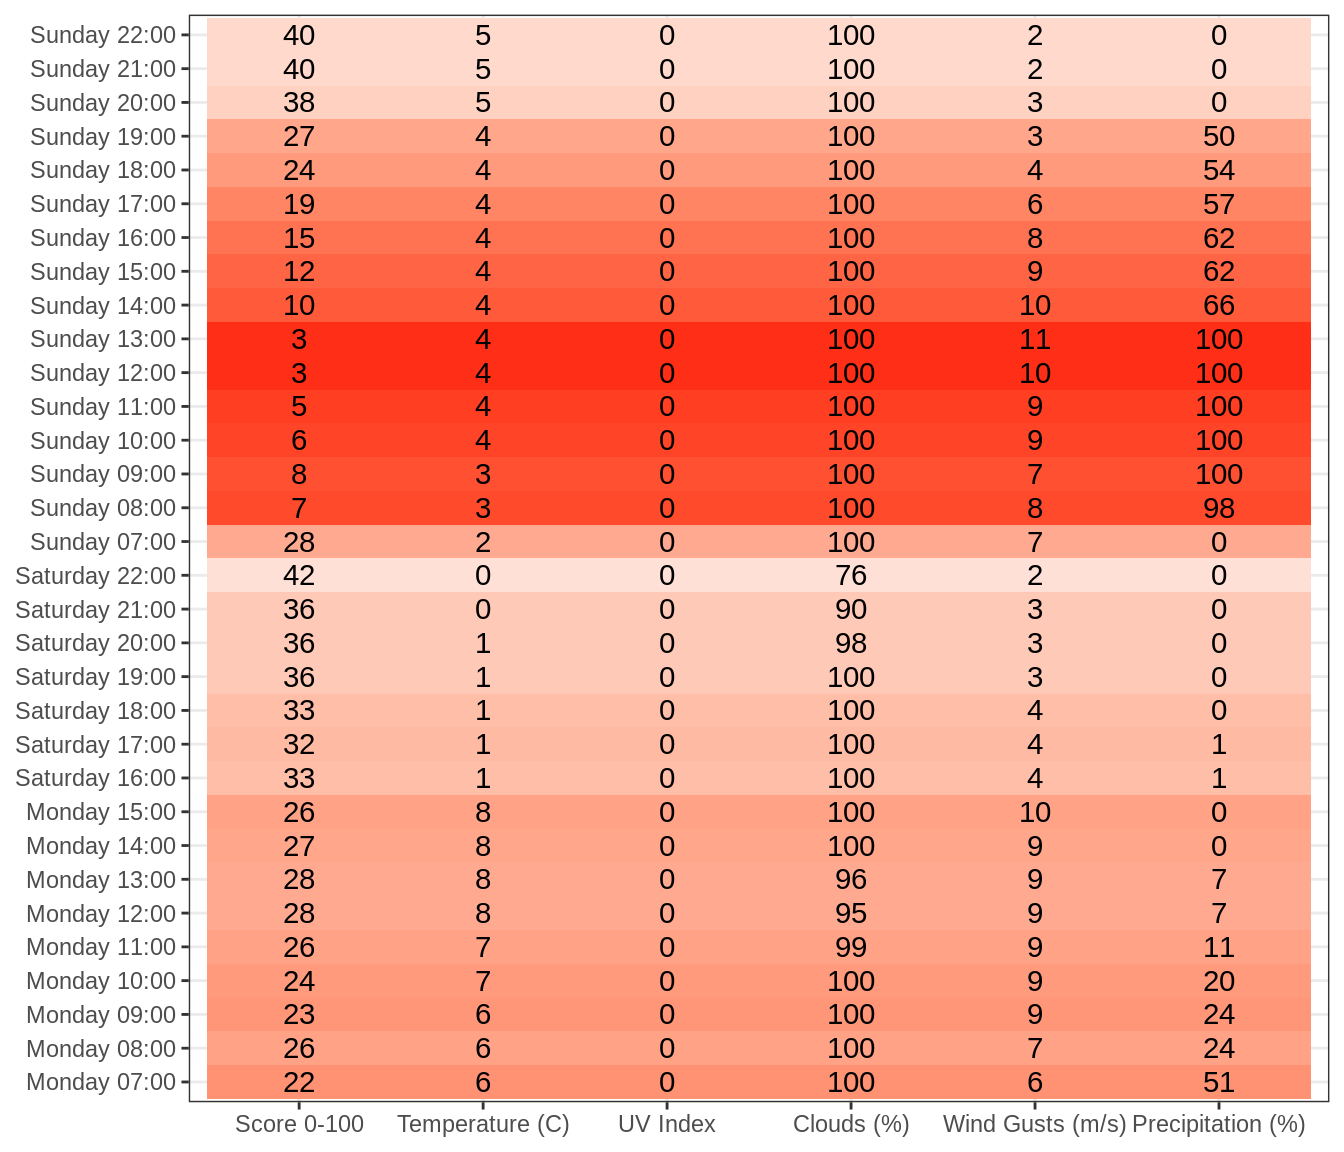 Sunday 22:00 40 5 0 100 2 0
Sunday 21:00 40 5 0 100 2 0
Sunday 20:00 38 5 0 100 3 0
Sunday 19:00 27 4 0 100 3 50
Sunday 18:00 24 4 0 100 4 54
Sunday 17:00 19 4 0 100 6 57
Sunday 16:00 15 4 0 100 8 62
Sunday 15:00 12 4 0 100 9 62
Sunday 14:00 10 4 0 100 10 66
Sunday 13:00 3 4 0 100 11 100
Sunday 12:00 3 4 0 100 10 100
Sunday 11:00 5 4 0 100 9 100
Sunday 10:00 6 4 0 100 9 100
Sunday 09:00 8 3 0 100 7 100
Sunday 08:00 7 3 0 100 8 98
Sunday 07:00 28 2 0 100 7 0
Saturday 22:00 42 0 0 76 2 0
Saturday 21:00 36 0 0 90 3 0
Saturday 20:00 36 1 0 98 3 0
Saturday 19:00 36 1 0 100 3 0
Saturday 18:00 33 1 0 100 4 0
Saturday 17:00 32 1 0 100 4 1
Saturday 16:00 33 1 0 100 4 1
Monday 15:00 26 8 0 100 10 0
Monday 14:00 27 8 0 100 9 0
Monday 13:00 28 8 0 96 9 7
Monday 12:00 28 8 0 95 9 7
Monday 11:00 26 7 0 99 9 11
Monday 10:00 24 7 0 100 9 20
Monday 09:00 23 6 0 100 9 24
Monday 08:00 26 6 0 100 7 24
Monday 07:00 22 6 0 100 6 51
Score 0-100 Temperature (C) UV Index Clouds (%) Wind Gusts (m/s) Precipitation (%)